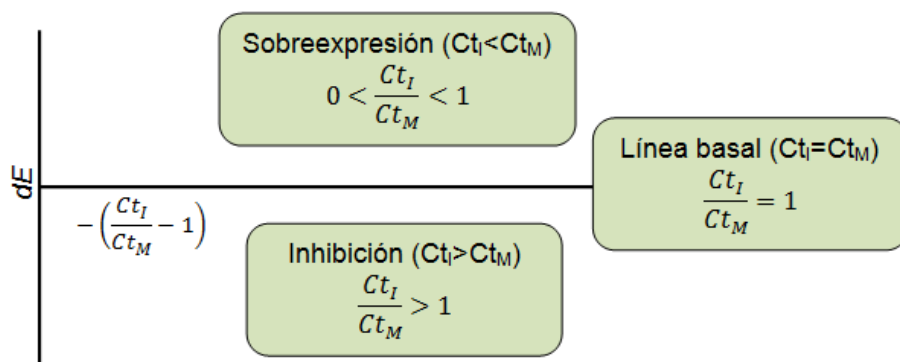 Sobreexpresión (Ct_I<Ct_M)
0 < Ct_I/Ct_M < 1
Línea basal (Ct_I=Ct_M)
Ct_I/Ct_M = 1
dE
−(Ct_I/Ct_M − 1)
Inhibición (Ct_I>Ct_M)
Ct_I/Ct_M > 1